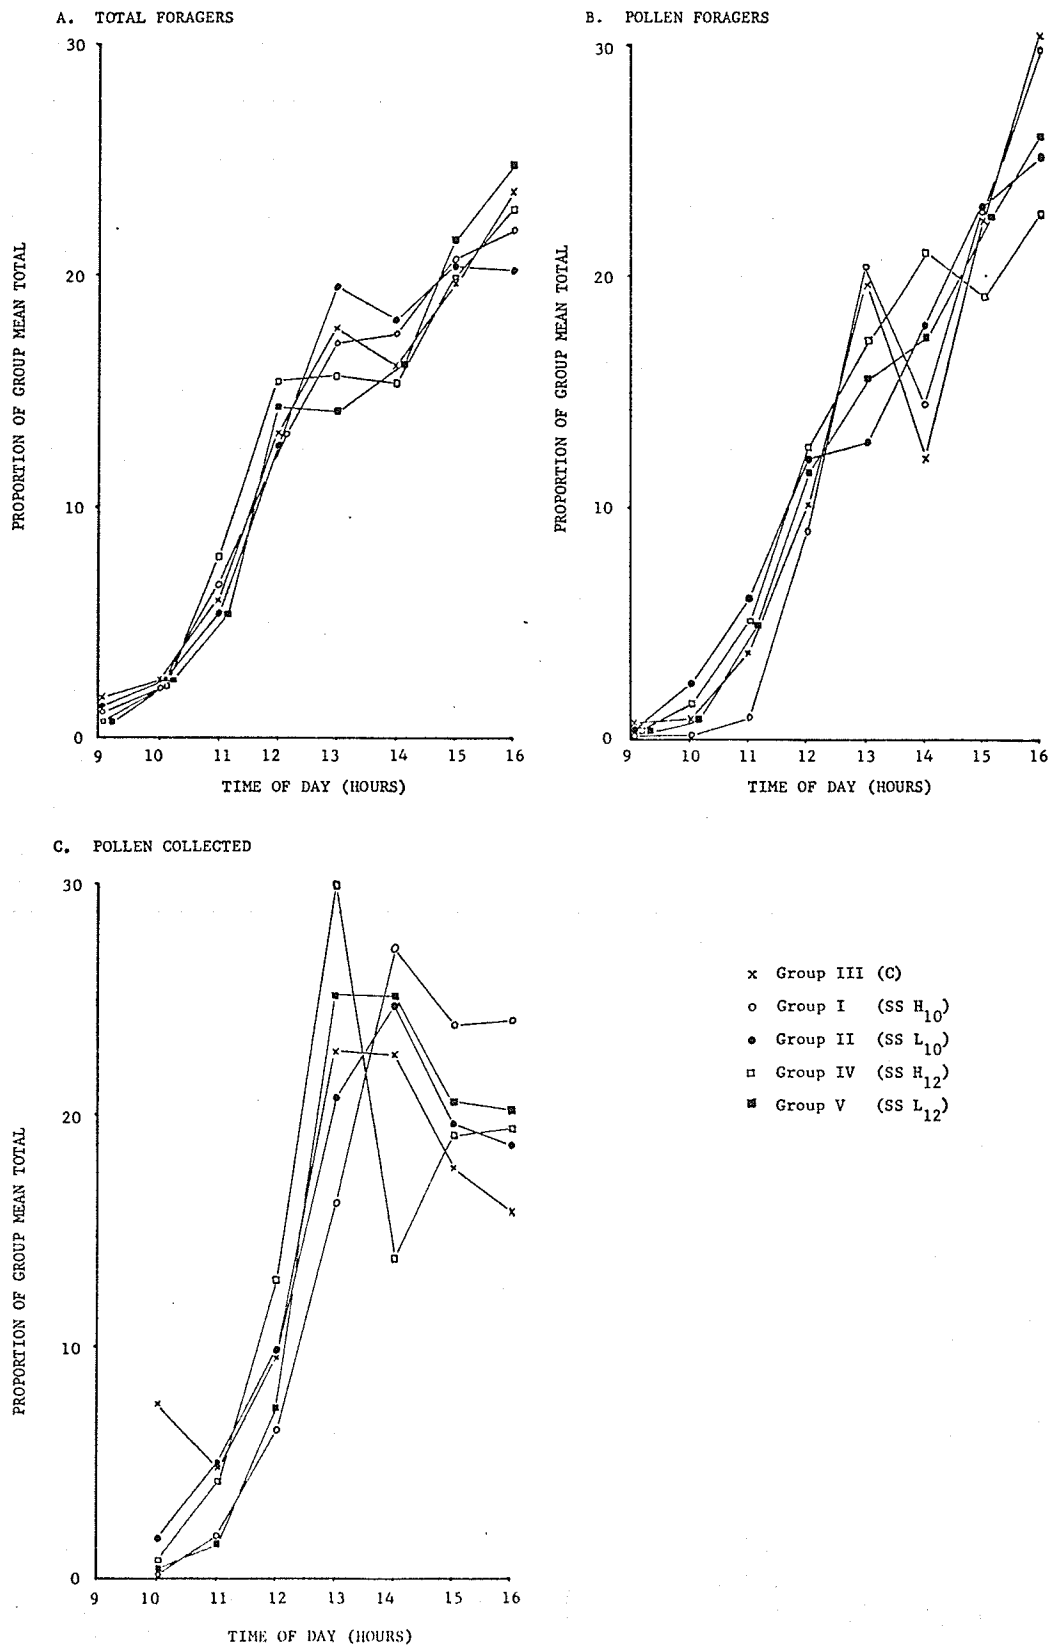 A. TOTAL FORAGERS
PROPORTION OF GROUP MEAN TOTAL
30
20
10
0
9 10 11 12 13 14 15 16
TIME OF DAY (HOURS)
B. POLLEN FORAGERS
PROPORTION OF GROUP MEAN TOTAL
30
20
10
0
9 10 11 12 13 14 15 16
TIME OF DAY (HOURS)
C. POLLEN COLLECTED
PROPORTION OF GROUP MEAN TOTAL
30
20
10
0
9 10 11 12 13 14 15 16
TIME OF DAY (HOURS)
x Group III (C)
o Group I (SS H10)
● Group II (SS L10)
□ Group IV (SS H12)
■ Group V (SS L12)